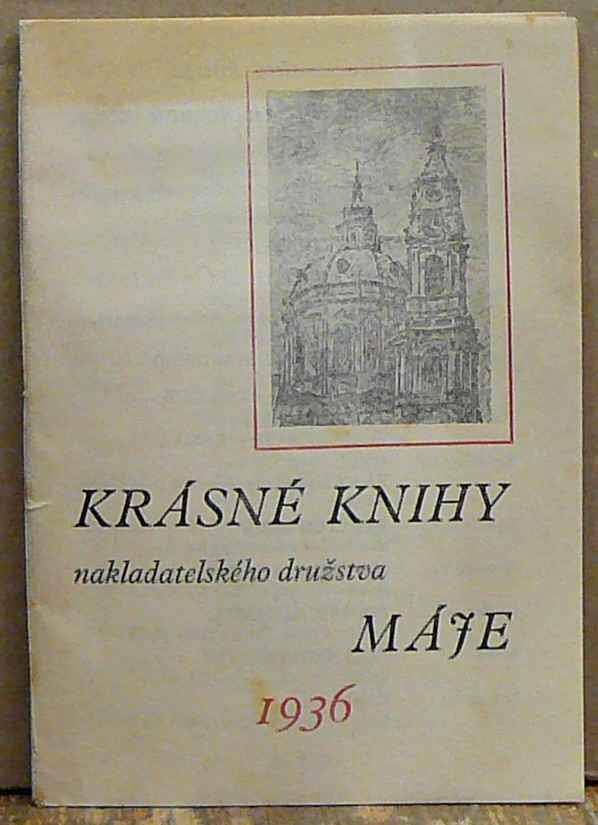 KRÁSNÉ KNIHY
nakladatelského družstva
MÁJE
1936